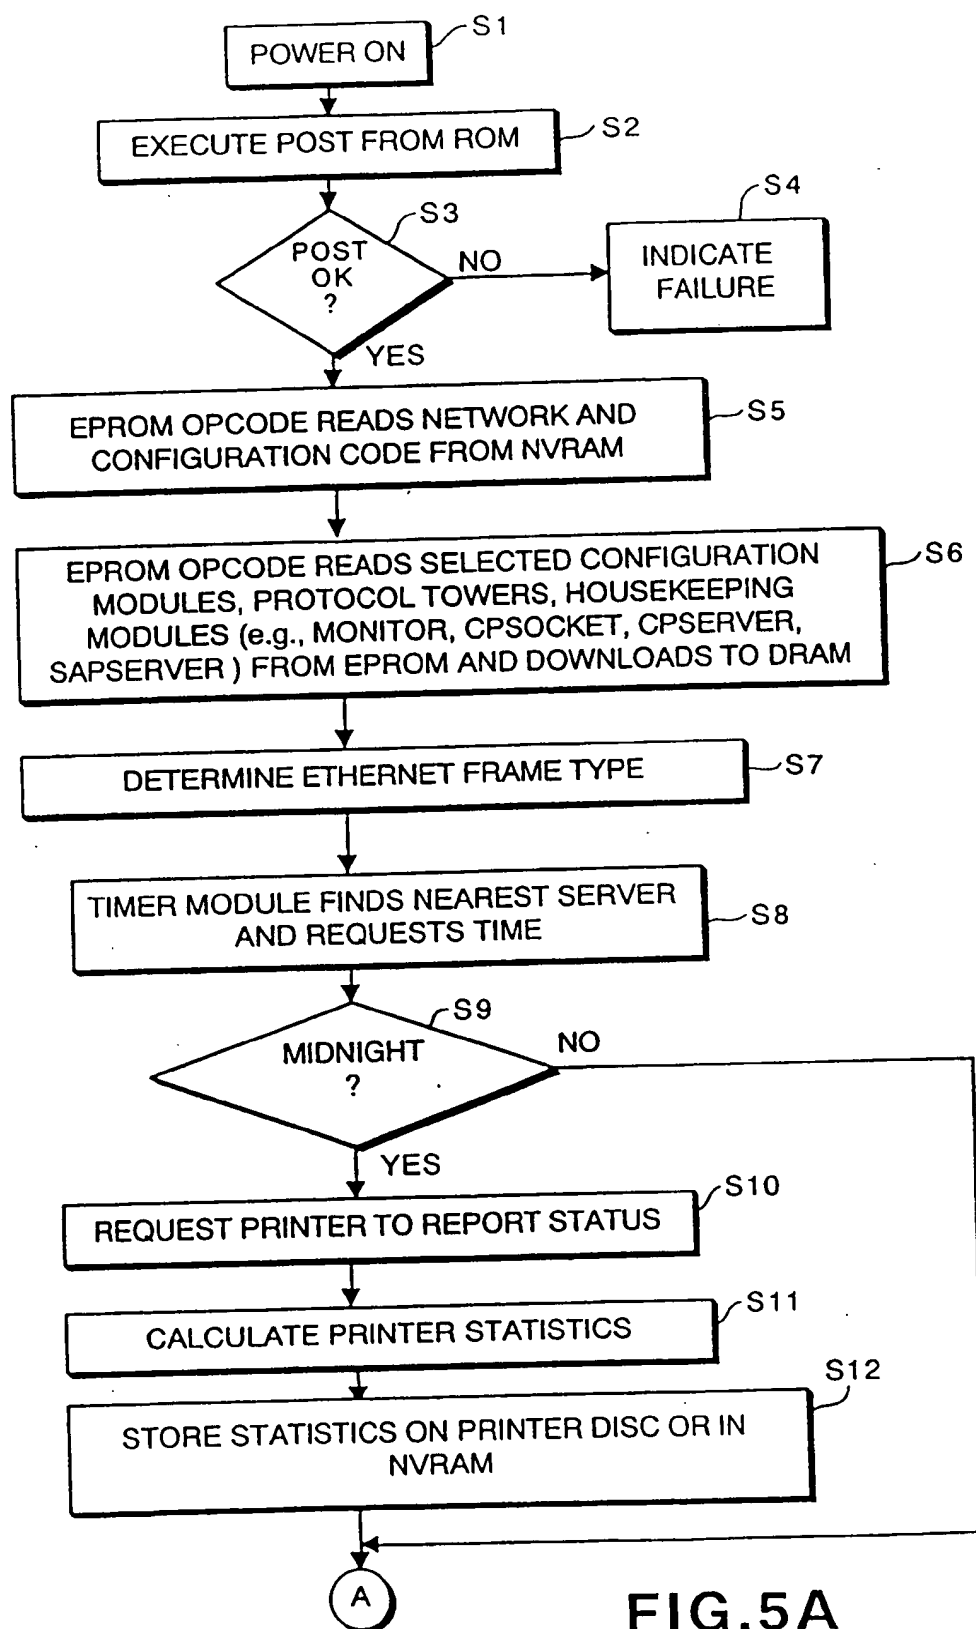 POWER ON
S1
EXECUTE POST FROM ROM
S2
POST
OK
?
S3
NO
S4
INDICATE
FAILURE
YES
EPROM OPCODE READS NETWORK AND
CONFIGURATION CODE FROM NVRAM
S5
EPROM OPCODE READS SELECTED CONFIGURATION
MODULES, PROTOCOL TOWERS, HOUSEKEEPING
MODULES (e.g., MONITOR, CPSOCKET, CPSERVER,
SAPSERVER ) FROM EPROM AND DOWNLOADS TO DRAM
S6
DETERMINE ETHERNET FRAME TYPE
S7
TIMER MODULE FINDS NEAREST SERVER
AND REQUESTS TIME
S8
MIDNIGHT
?
S9
NO
YES
REQUEST PRINTER TO REPORT STATUS
S10
CALCULATE PRINTER STATISTICS
S11
STORE STATISTICS ON PRINTER DISC OR IN
NVRAM
S12
A
FIG.5A